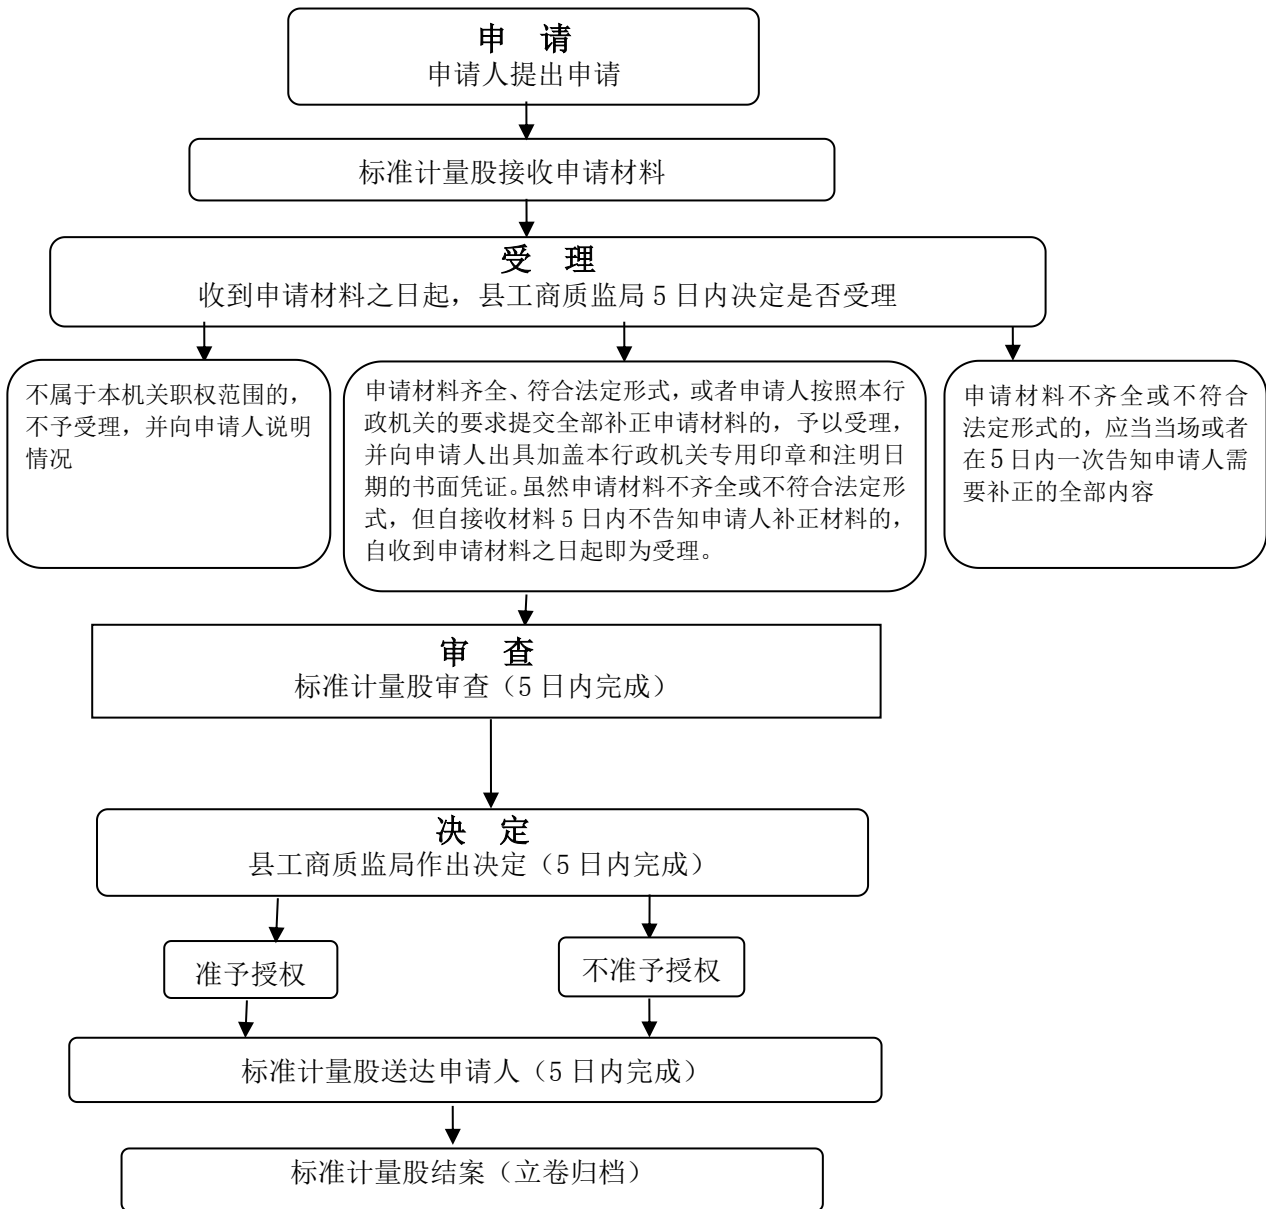 申　请
申请人提出申请
标准计量股接收申请材料
受　理
收到申请材料之日起，县工商质监局 5 日内决定是否受理
不属于本机关职权范围的，
不予受理，并向申请人说明
情况
申请材料齐全、符合法定形式，或者申请人按照本行
政机关的要求提交全部补正申请材料的，予以受理，
并向申请人出具加盖本行政机关专用印章和注明日
期的书面凭证。虽然申请材料不齐全或不符合法定形
式，但自接收材料 5 日内不告知申请人补正材料的，
自收到申请材料之日起即为受理。
申请材料不齐全或不符合
法定形式的，应当当场或者
在 5 日内一次告知申请人需
要补正的全部内容
审　查
标准计量股审查（5 日内完成）
决　定
县工商质监局作出决定（5 日内完成）
准予授权
不准予授权
标准计量股送达申请人（5 日内完成）
标准计量股结案（立卷归档）